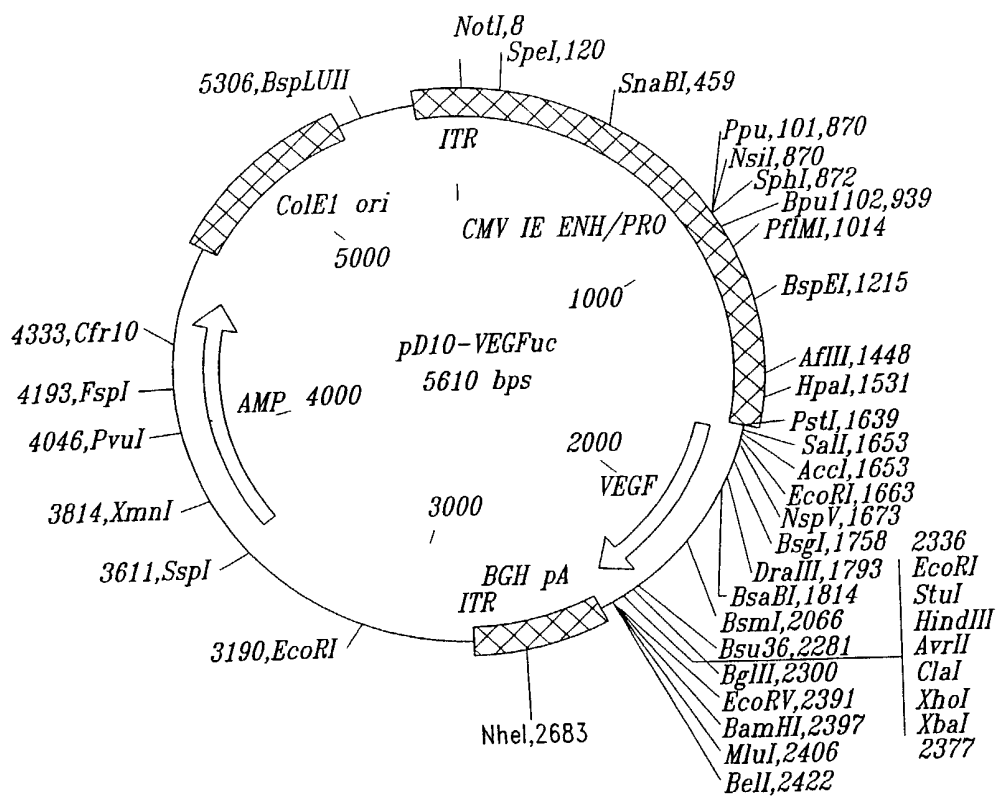 NotI,8
SpeI,120
5306,BspLUII
SnaBI,459
Ppu,101,870
NsiI,870
SphI,872
Bpu1102,939
PflMI,1014
ITR
ColE1 ori
CMV IE ENH/PRO
5000
1000
BspEI,1215
4333,Cfr10
pD10-VEGFuc
5610 bps
AflII,1448
HpaI,1531
4193,FspI
AMP
4000
PstI,1639
4046,PvuI
SalI,1653
2000
AccI,1653
VEGF
EcoRI,1663
3814,XmnI
3000
NspV,1673
BsgI,1758
3611,SspI
DraIII,1793
BGH pA
ITR
BsaBI,1814
BsmI,2066
3190,EcoRI
Bsu36,2281
BglII,2300
EcoRV,2391
BamHI,2397
NheI,2683
MluI,2406
BelI,2422
2336
EcoRI
StuI
HindIII
AvrII
ClaI
XhoI
XbaI
2377